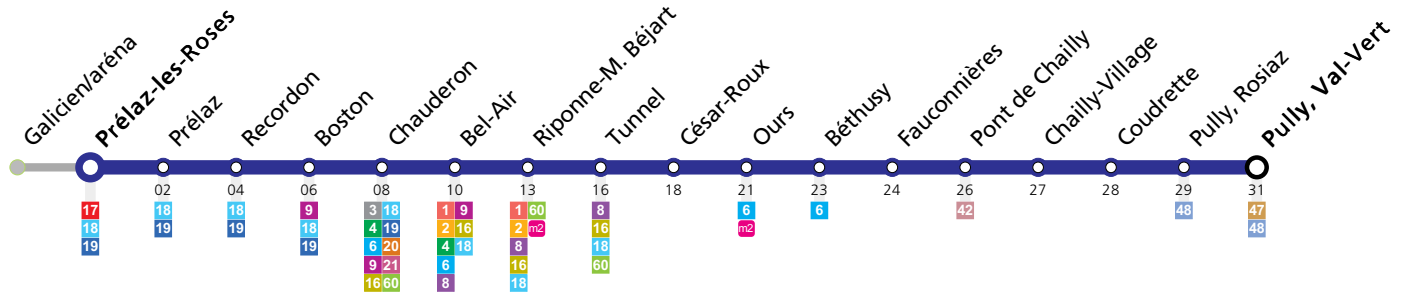 Galicien/aréna
Prélaz-les-Roses
Prélaz
Recordon
Boston
Chauderon
Bel-Air
Riponne-M. Béjart
Tunnel
César-Roux
Ours
Béthusy
Fauconnières
Pont de Chailly
Chailly-Village
Coudrette
Pully, Rosiaz
Pully, Val-Vert
02 04 06 08 10 13 16 18 21 23 24 26 27 28 29 31
17 18 18 9 3 18 1 9 1 60 8 6 6 42 48 47
18 19 19 18 4 19 2 16 2 m2 16 m2 48
19 19 6 20 4 18 8 18
9 21 6 16 60
16 60 8 18